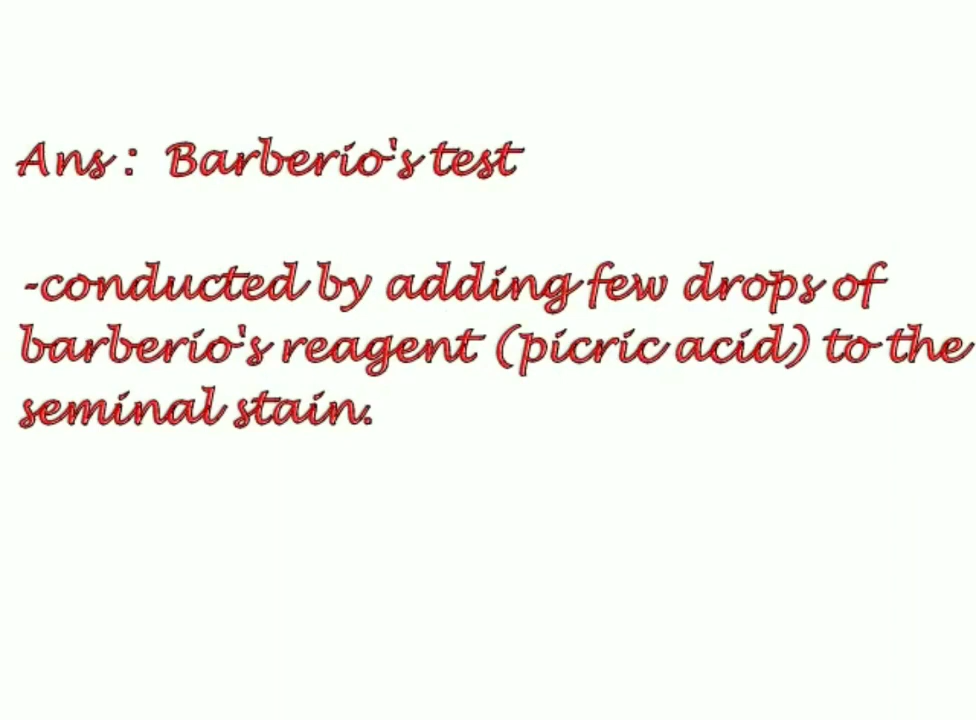 Ans : Barberio's test
-conducted by adding few drops of
barberio's reagent (picric acid) to the
seminal stain.